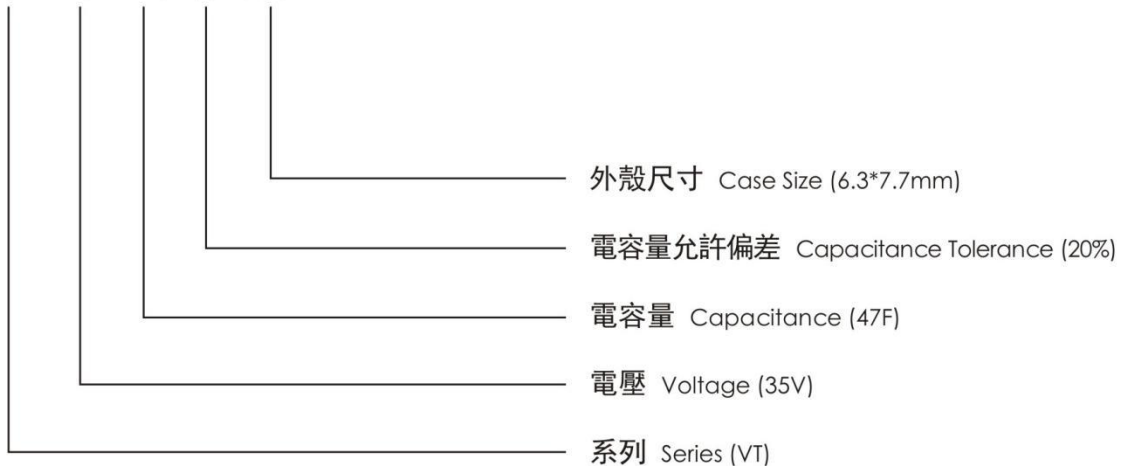 外殼尺寸 Case Size (6.3*7.7mm)
電容量允許偏差 Capacitance Tolerance (20%)
電容量 Capacitance (47F)
電壓 Voltage (35V)
系列 Series (VT)